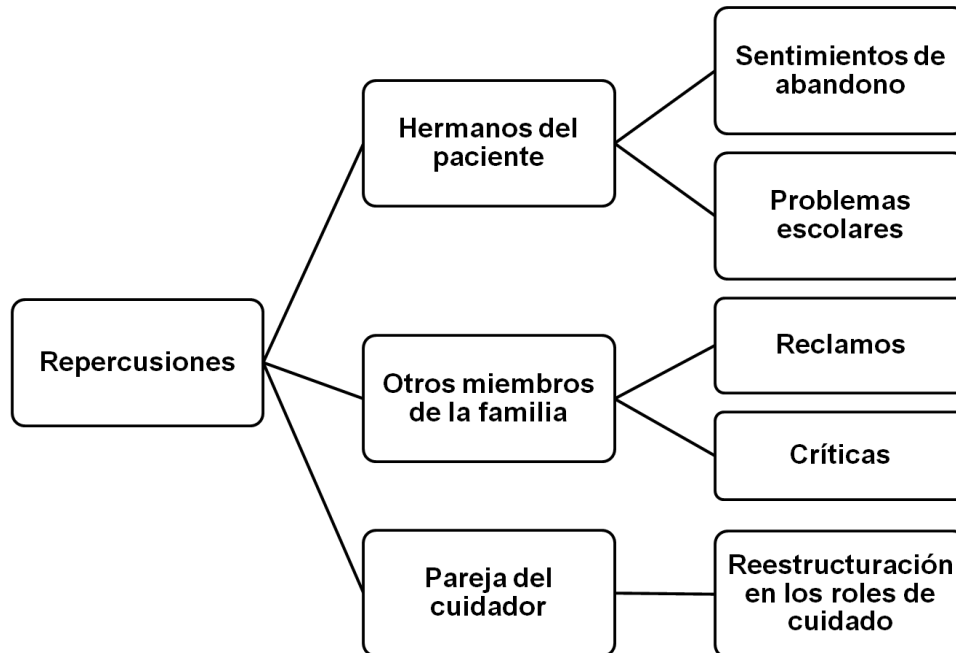 Repercusiones
Hermanos del
paciente
Sentimientos de
abandono
Problemas
escolares
Otros miembros
de la familia
Reclamos
Críticas
Pareja del
cuidador
Reestructuración
en los roles de
cuidado